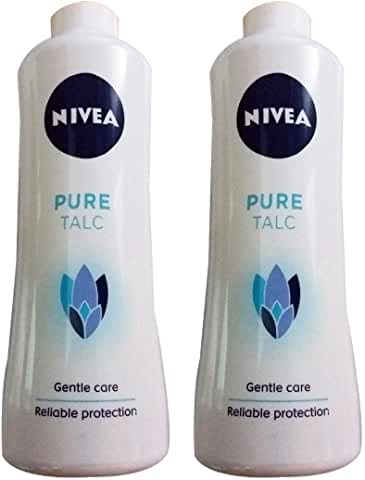 NIVEA
PURE
TALC
Gentle care
Reliable protection
NIVEA
PURE
TALC
Gentle care
Reliable protection